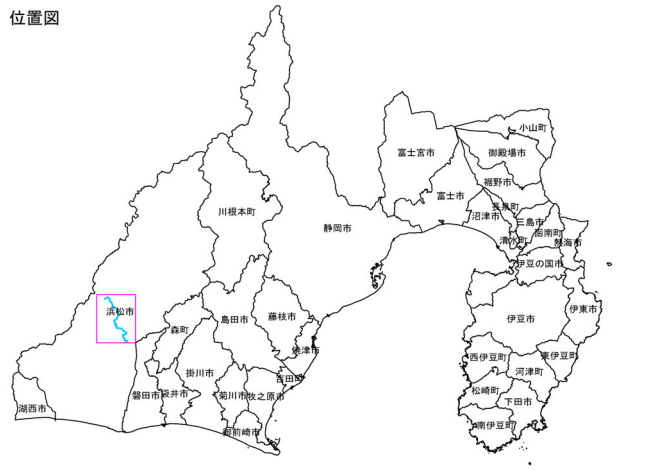 位置図
小山町
富士宮市
御殿場市
裾野市
富士市
長泉町
川根本町
沼津市
三島市
静岡市
函南町
清水町
熱海市
伊豆の国市
浜松市
伊東市
島田市
藤枝市
伊豆市
森町
焼津市
西伊豆町
東伊豆町
掛川市
河津町
吉田町
松崎町
磐田市
袋井市
菊川市
牧之原市
下田市
湖西市
南伊豆町
御前崎市